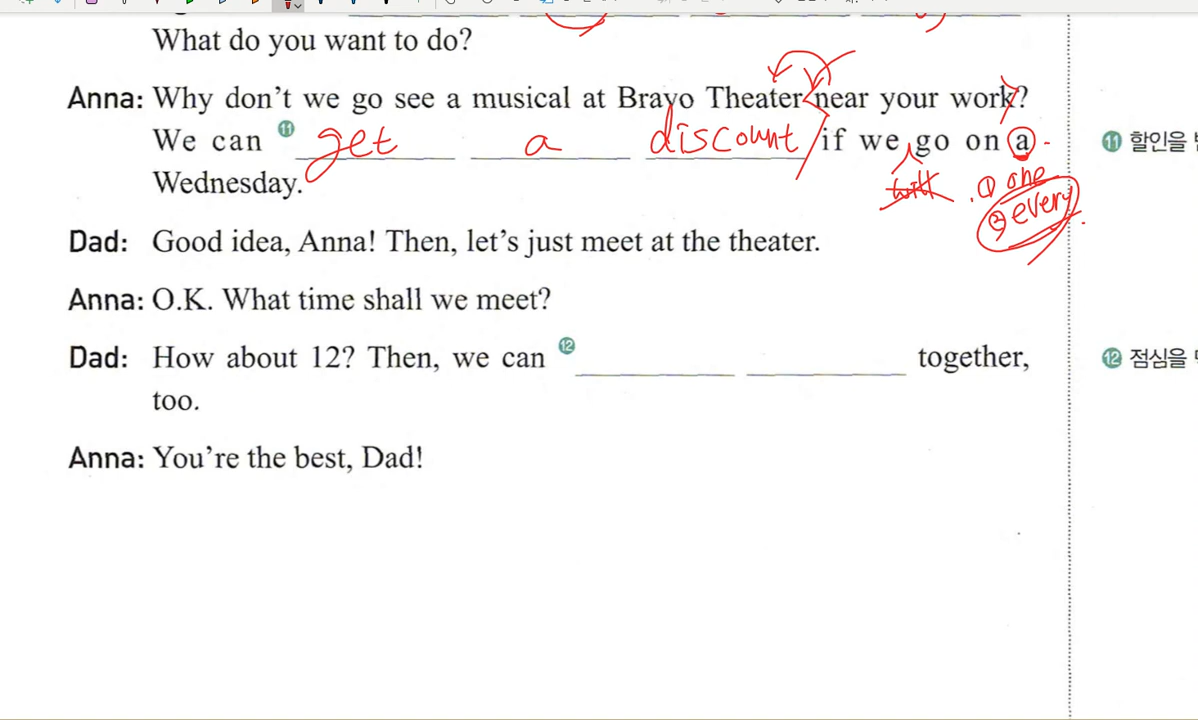 What do you want to do?
Anna: Why don't we go see a musical at Bravo Theater near your work?
We can ⑪ get a discount if we go on a
will ① one
Wednesday.
② every
Dad: Good idea, Anna! Then, let's just meet at the theater.
Anna: O.K. What time shall we meet?
Dad: How about 12? Then, we can ⑫ together,
too.
Anna: You're the best, Dad!
⑪ 할인을
⑫ 점심을